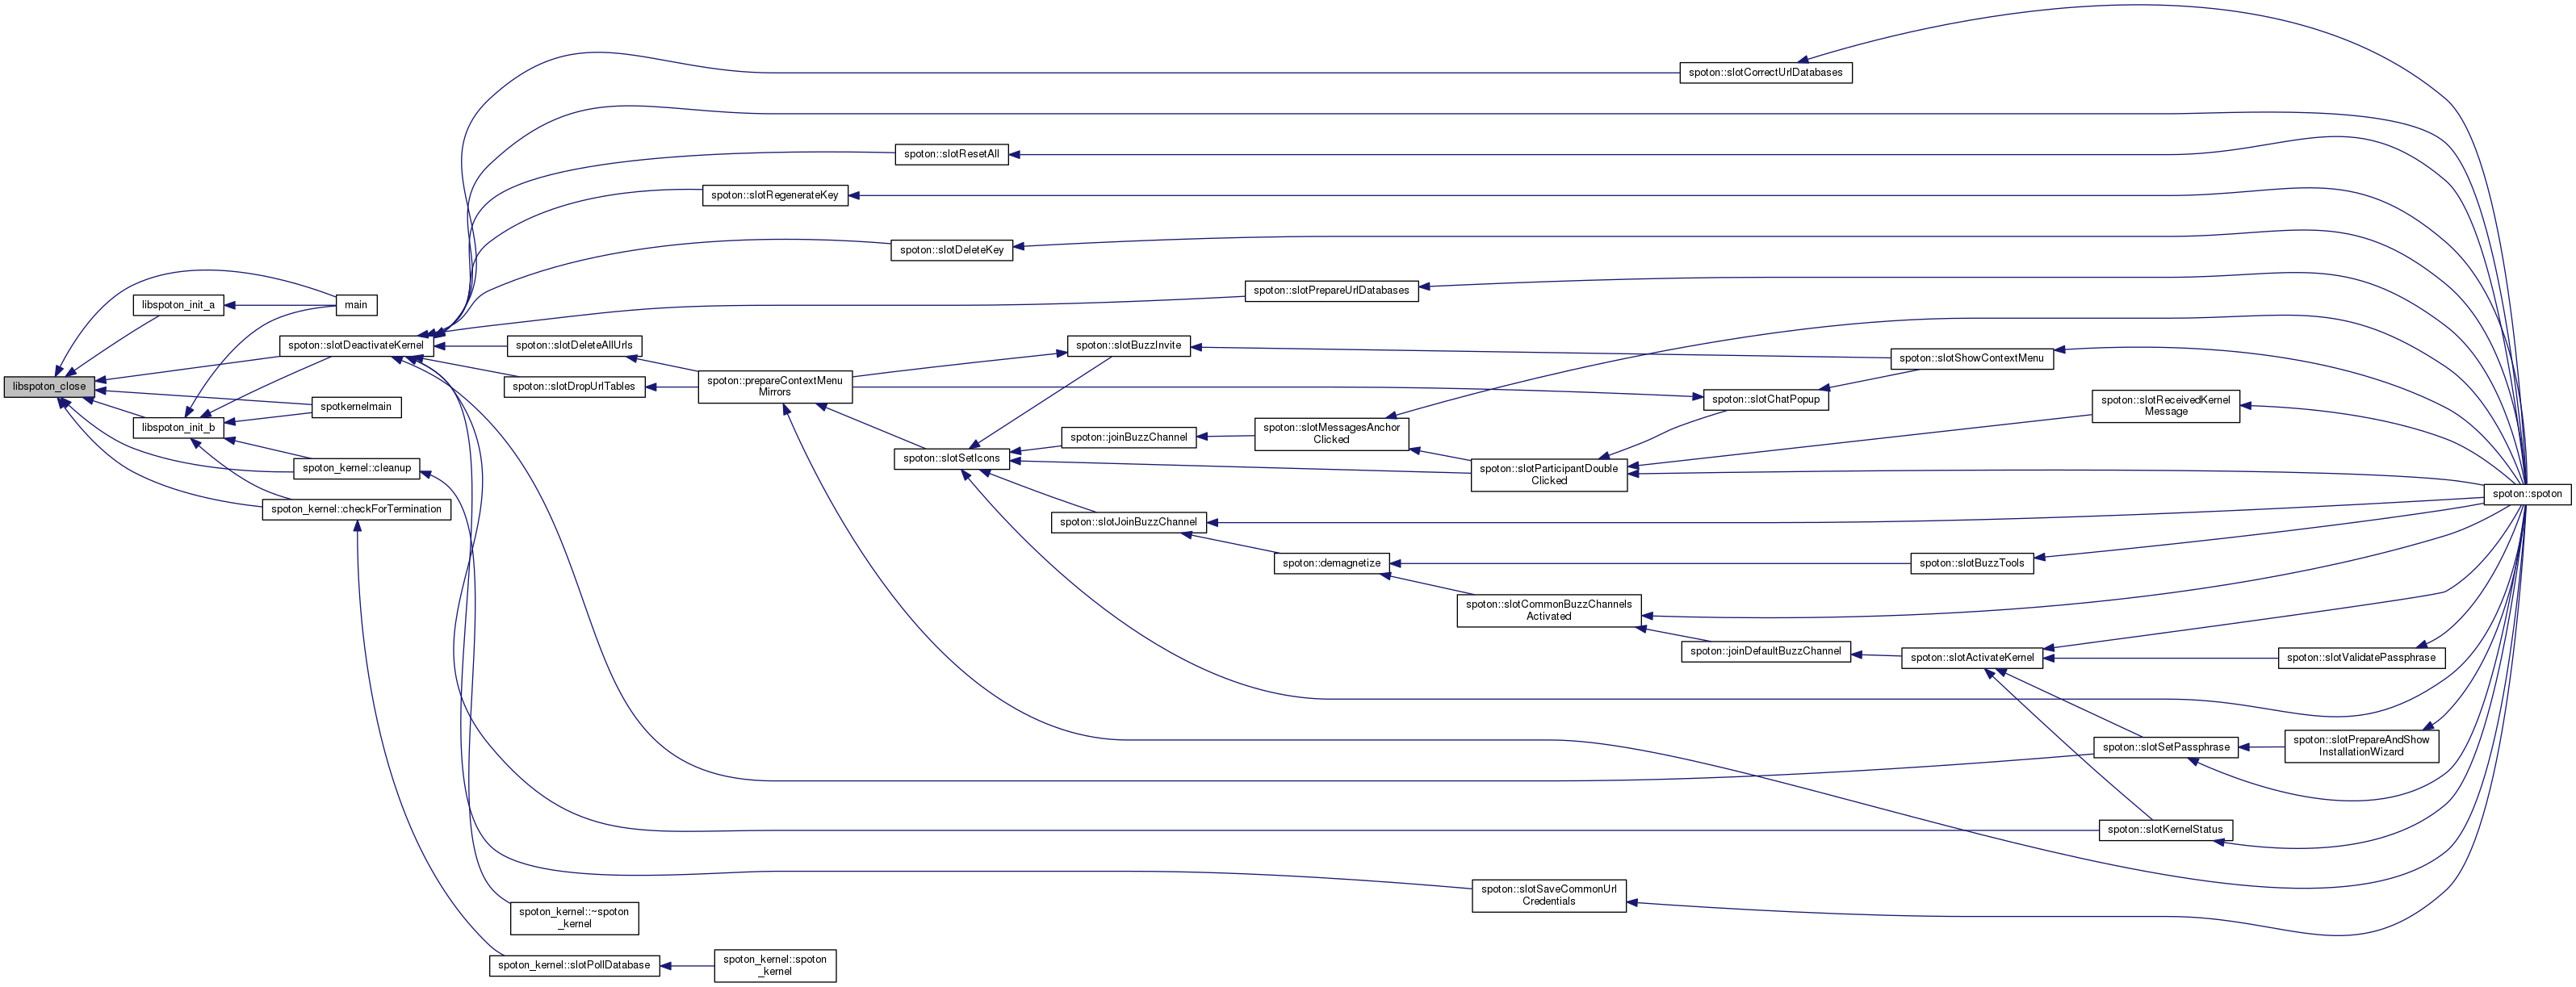 libspoton_close
libspoton_init_a
main
spoton::slotDeactivateKernel
spotkernelmain
libspoton_init_b
spoton_kernel::cleanup
spoton_kernel::checkForTermination
spoton::slotDeleteAllUrls
spoton::slotDropUrlTables
spoton::prepareContextMenu
Mirrors
spoton::slotRegenerateKey
spoton::slotResetAll
spoton::slotDeleteKey
spoton::slotPrepareUrlDatabases
spoton::slotCorrectUrlDatabases
spoton::slotSetIcons
spoton::slotBuzzInvite
spoton::joinBuzzChannel
spoton::slotMessagesAnchor
Clicked
spoton::slotParticipantDouble
Clicked
spoton::slotChatPopup
spoton::slotShowContextMenu
spoton::slotReceivedKernel
Message
spoton::spoton
spoton::slotJoinBuzzChannel
spoton::demagnetize
spoton::slotBuzzTools
spoton::slotCommonBuzzChannels
Activated
spoton::joinDefaultBuzzChannel
spoton::slotActivateKernel
spoton::slotValidatePassphrase
spoton::slotSetPassphrase
spoton::slotPrepareAndShow
InstallationWizard
spoton::slotKernelStatus
spoton::slotSaveCommonUrl
Credentials
spoton_kernel::~spoton
_kernel
spoton_kernel::slotPollDatabase
spoton_kernel::spoton
_kernel